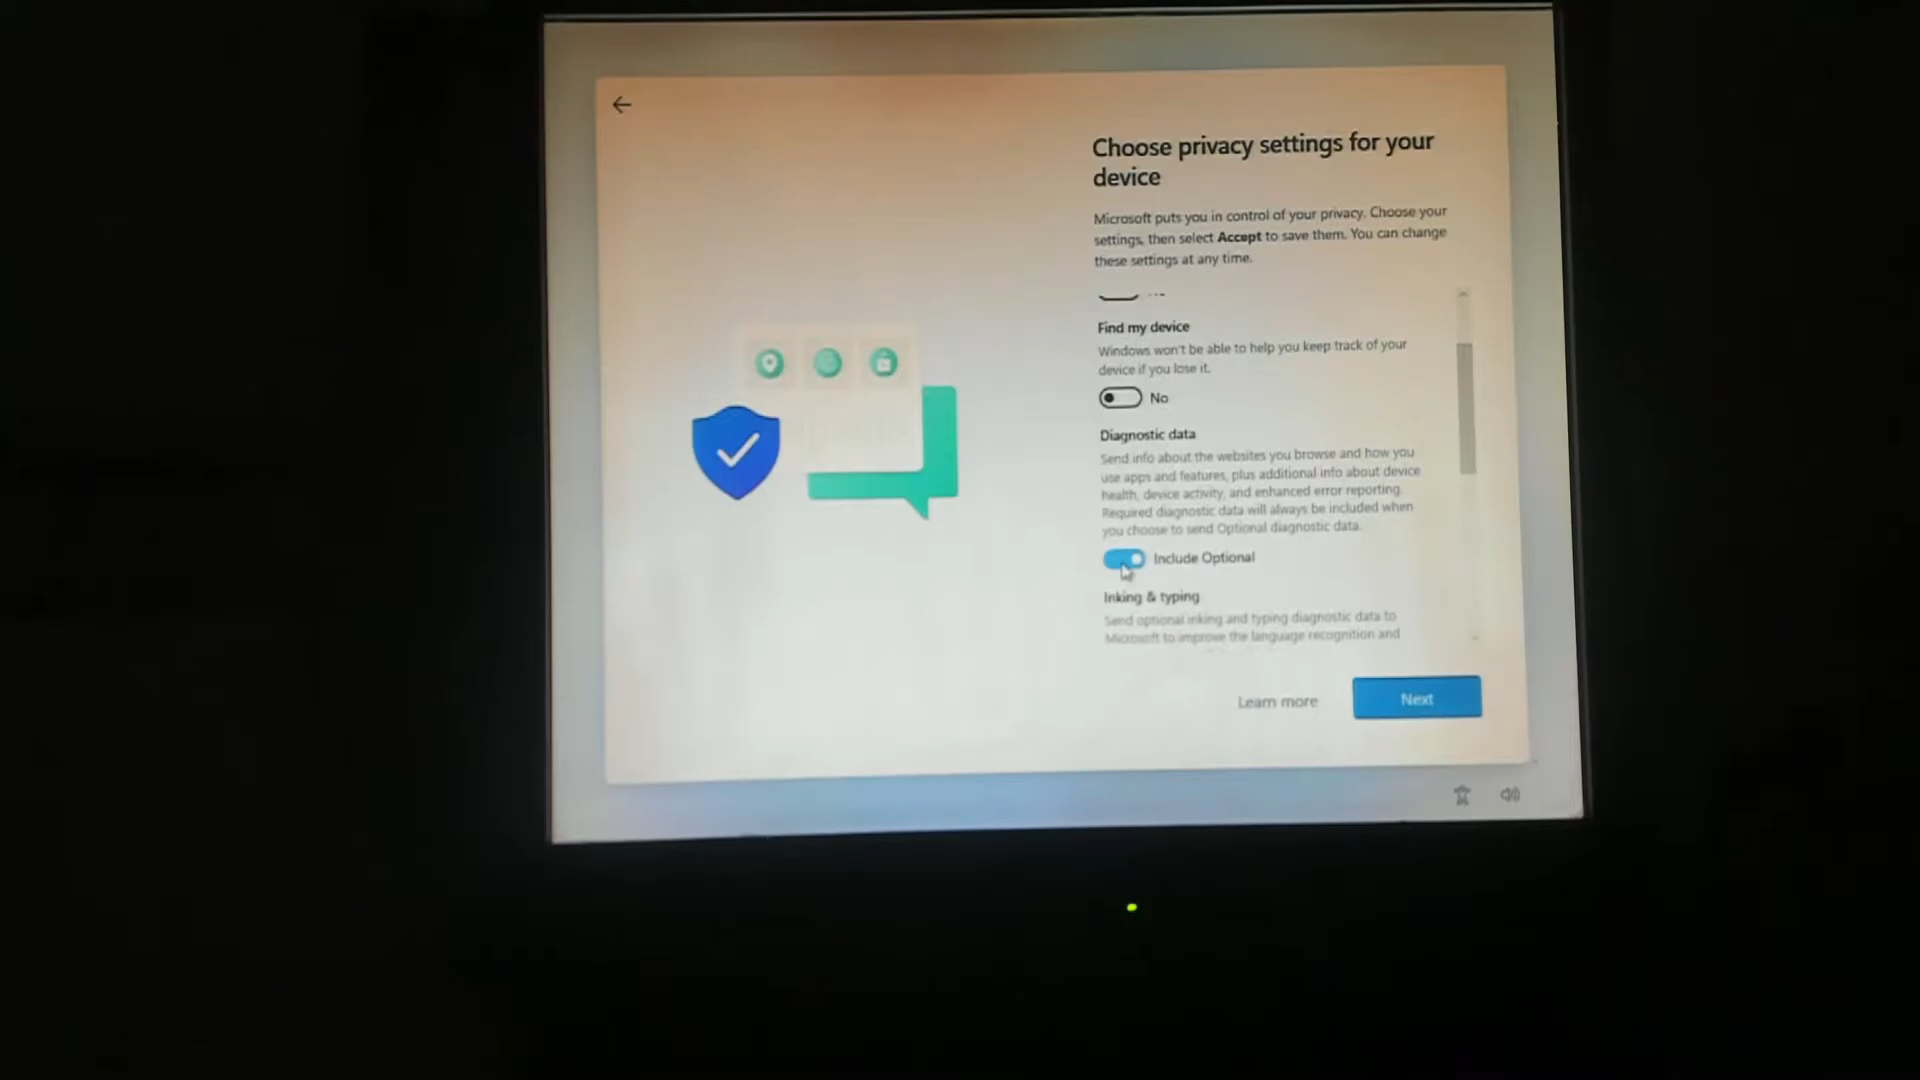 Choose privacy settings for your
device
Microsoft puts you in control of your privacy. Choose your
settings, then select Accept to save them. You can change
these settings at any time.
Find my device
Windows won't be able to help you keep track of your
device if you lose it.
No
Diagnostic data
Send info about the websites you browse and how you
use apps and features, plus additional info about device
health, device activity, and enhanced error reporting.
Required diagnostic data will always be included when
you choose to send Optional diagnostic data.
Include Optional
Inking & typing
Send optional inking and typing diagnostic data to
Microsoft to improve the language recognition and
Learn more
Next